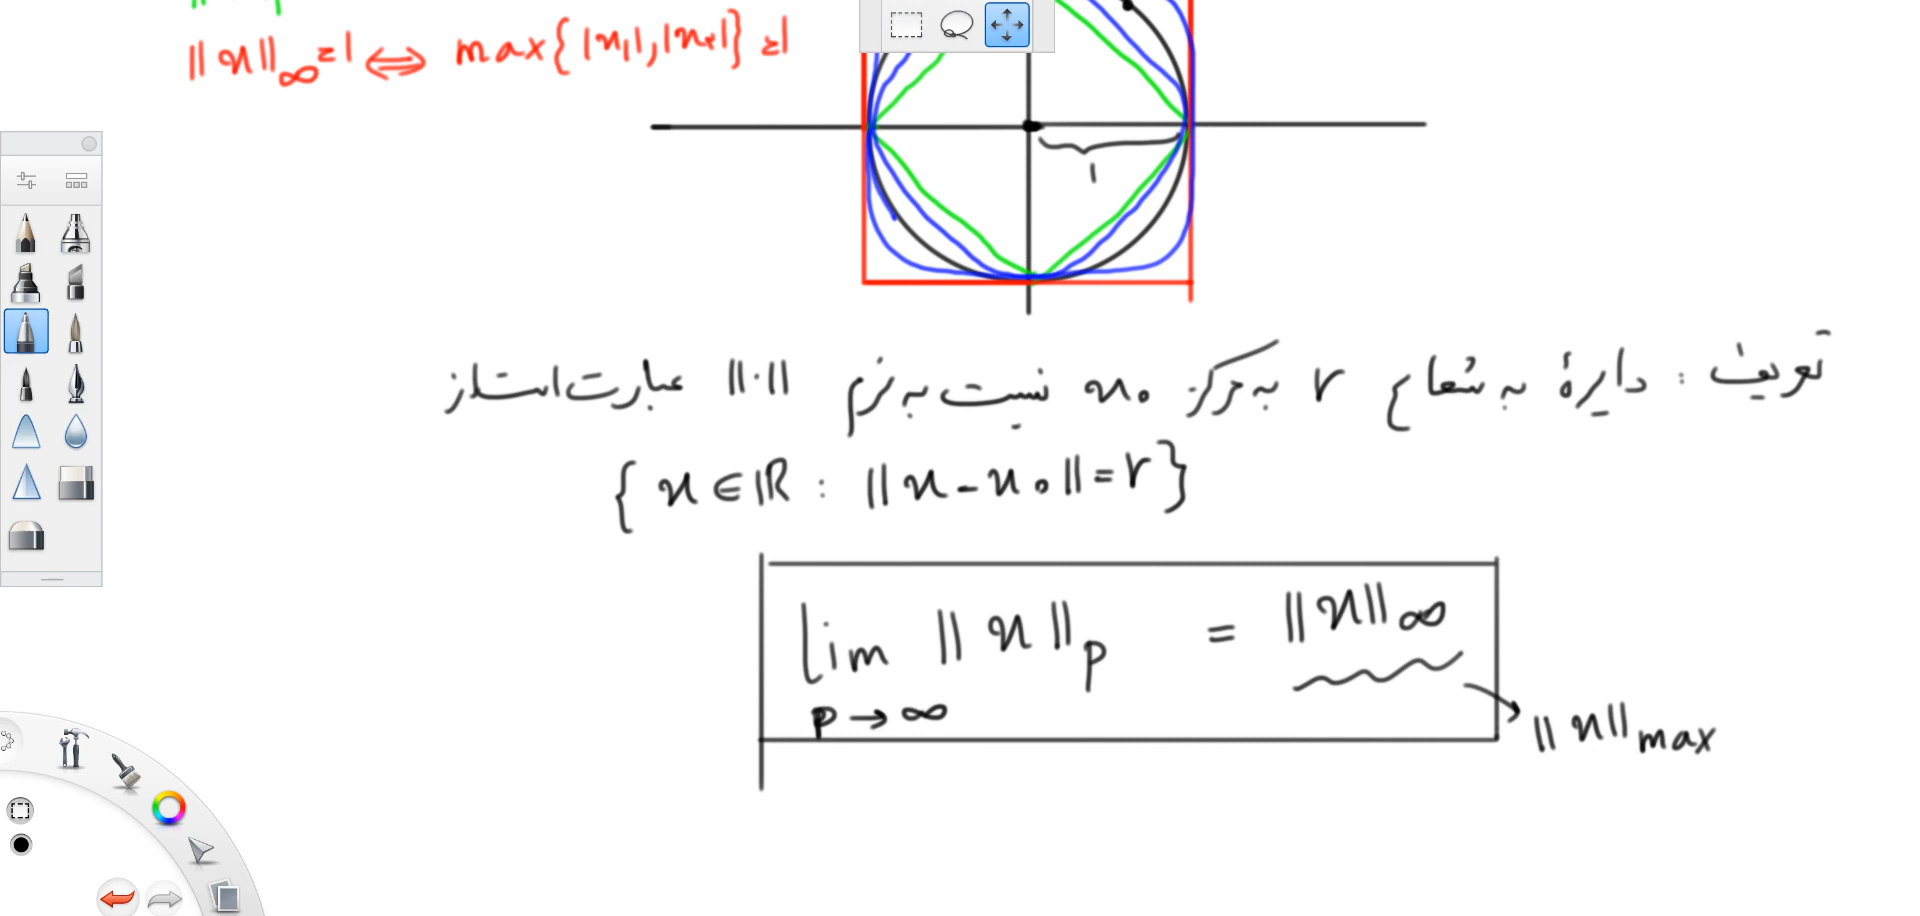 ‖x‖∞ = 1 ⇔ max{|x₁|, |x₂|} = 1
1
تعریف: دایرهٔ به شعاع r به مرکز x₀ نسبت به نرم ‖·‖ عبارت است از
{x ∈ ℝ : ‖x - x₀‖ = r}
lim ‖x‖p = ‖x‖∞
p → ∞
‖x‖max